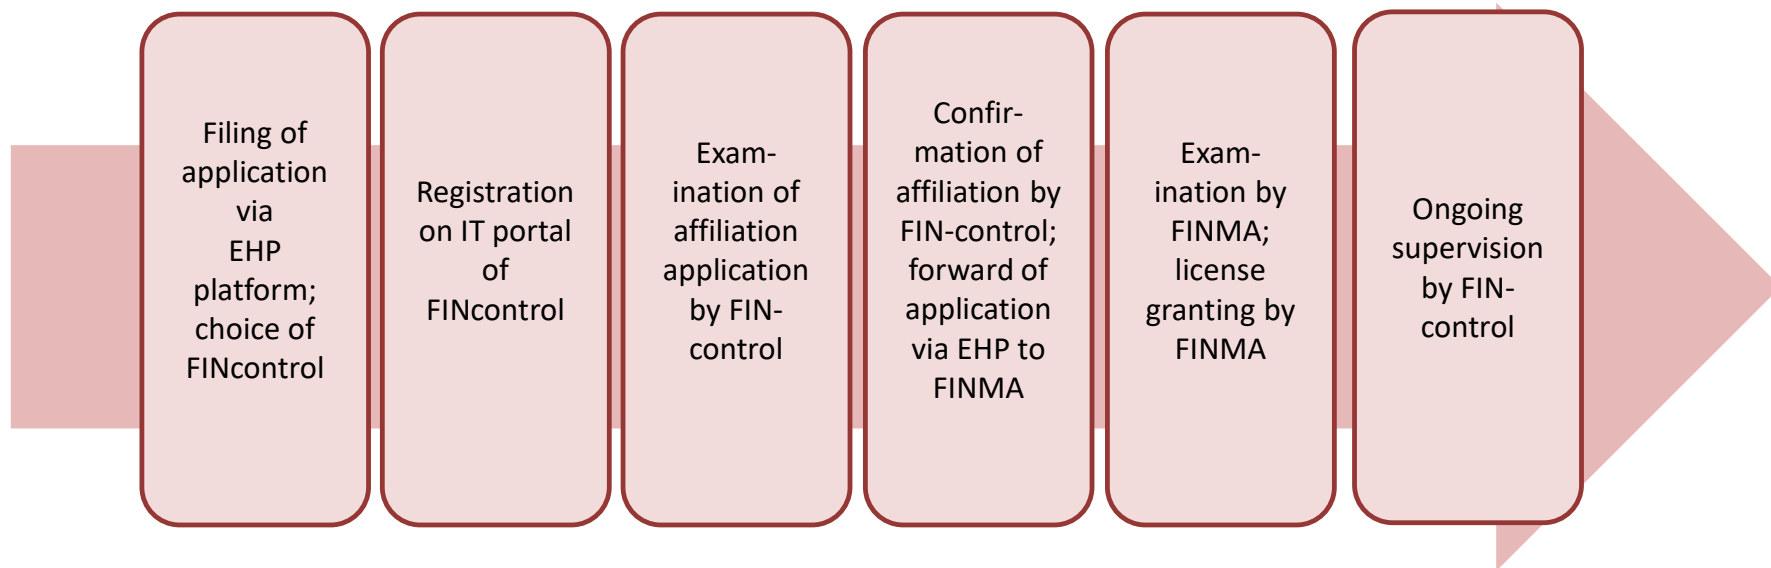 Filing of
application
via
EHP
platform;
choice of
FINcontrol
Registration
on IT portal
of
FINcontrol
Exam-
ination of
affiliation
application
by FIN-
control
Confir-
mation of
affiliation by
FIN-control;
forward of
application
via EHP to
FINMA
Exam-
ination by
FINMA;
license
granting by
FINMA
Ongoing
supervision
by FIN-
control